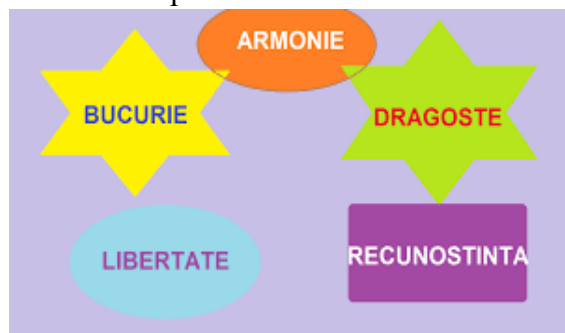 ARMONIE
BUCURIE
DRAGOSTE
LIBERTATE
RECUNOSTINTA